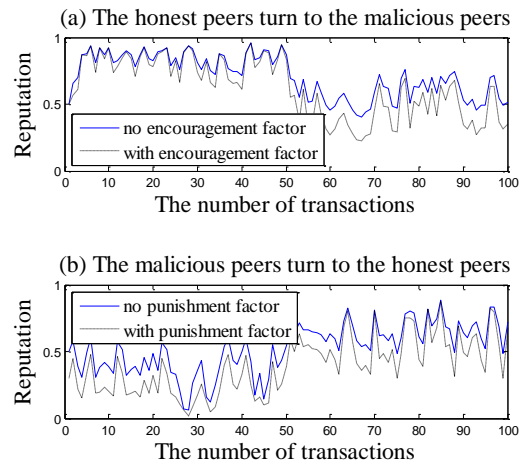 (a) The honest peers turn to the malicious peers
1
0.5
0
Reputation
no encouragement factor
with encouragement factor
0 10 20 30 40 50 60 70 80 90 100
The number of transactions
(b) The malicious peers turn to the honest peers
1
0.5
0
Reputation
no punishment factor
with punishment factor
0 10 20 30 40 50 60 70 80 90 100
The number of transactions